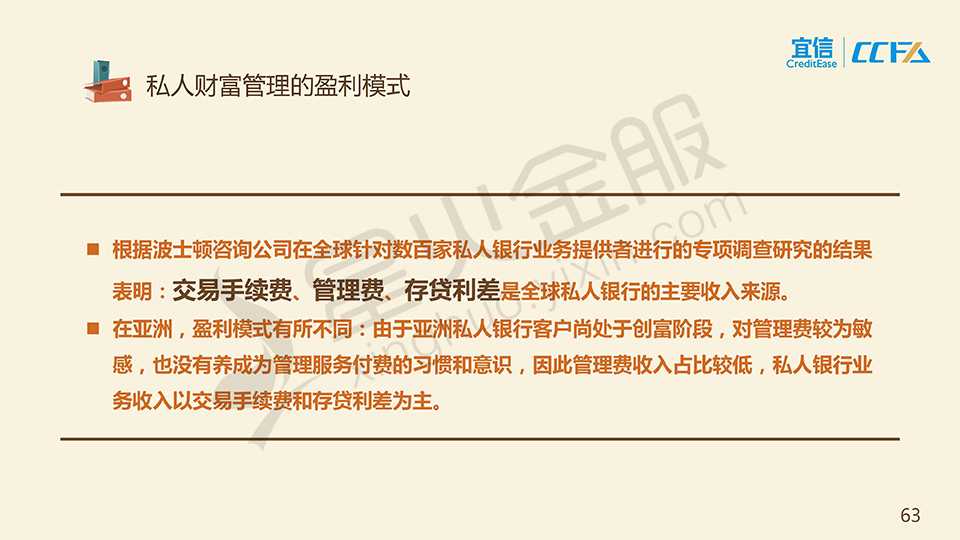 宜信
CreditEase
CCFA
私人财富管理的盈利模式
星火金服
xinghuo.yixin.com
■ 根据波士顿咨询公司在全球针对数百家私人银行业务提供者进行的专项调查研究的结果
表明：交易手续费、管理费、存贷利差是全球私人银行的主要收入来源。
■ 在亚洲，盈利模式有所不同：由于亚洲私人银行客户尚处于创富阶段，对管理费较为敏
感，也没有养成为管理服务付费的习惯和意识，因此管理费收入占比较低，私人银行业
务收入以交易手续费和存贷利差为主。
63